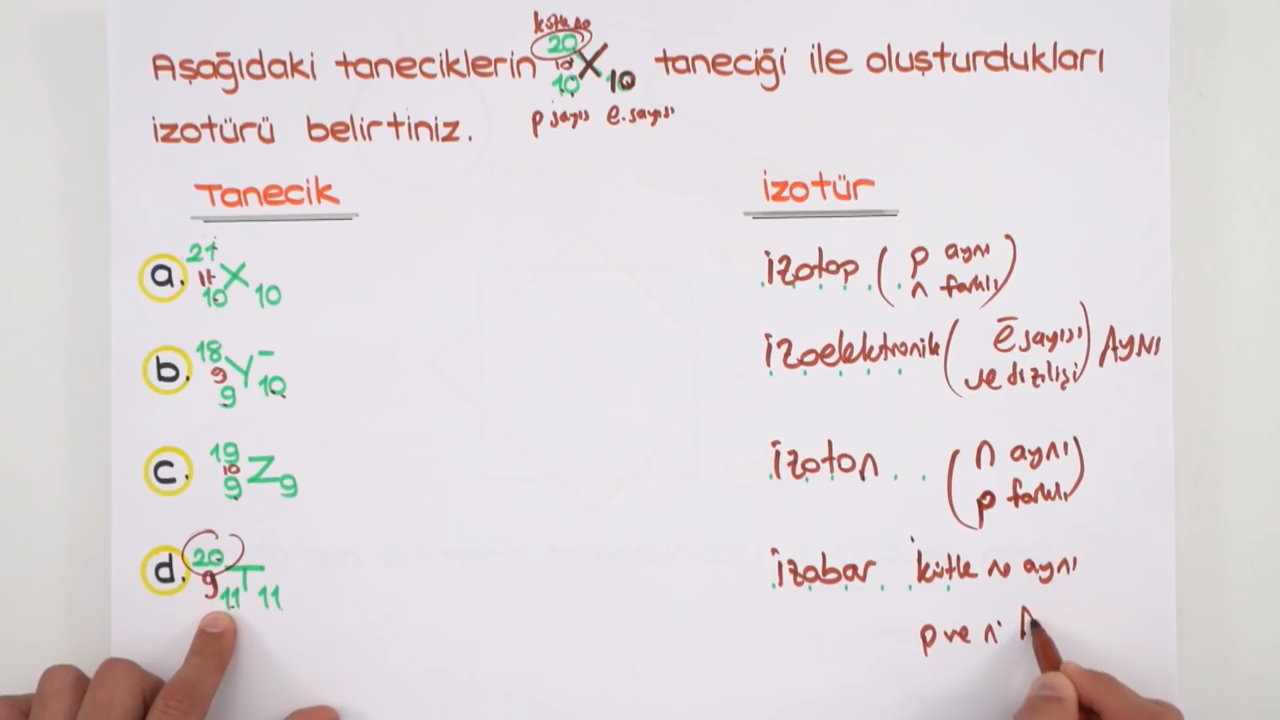 kütle no
Aşağıdaki taneciklerin 20 10 10 X 10 taneciği ile oluşturdukları
izotürü belirtiniz. p sayısı e. sayısı
Tanecik İzotür
a. 21 11 10 X 10 İzotop ( p aynı
n farklı )
b. 18 9 9 Y − 10 İzoelektronik ( e̅ sayısı
ve dizilişi ) AYNI
c. 19 10 9 Z 9 İzoton . . ( n aynı
p farklı )
d. 20 9 11 T 11 İzobar kütle no aynı
p ve n